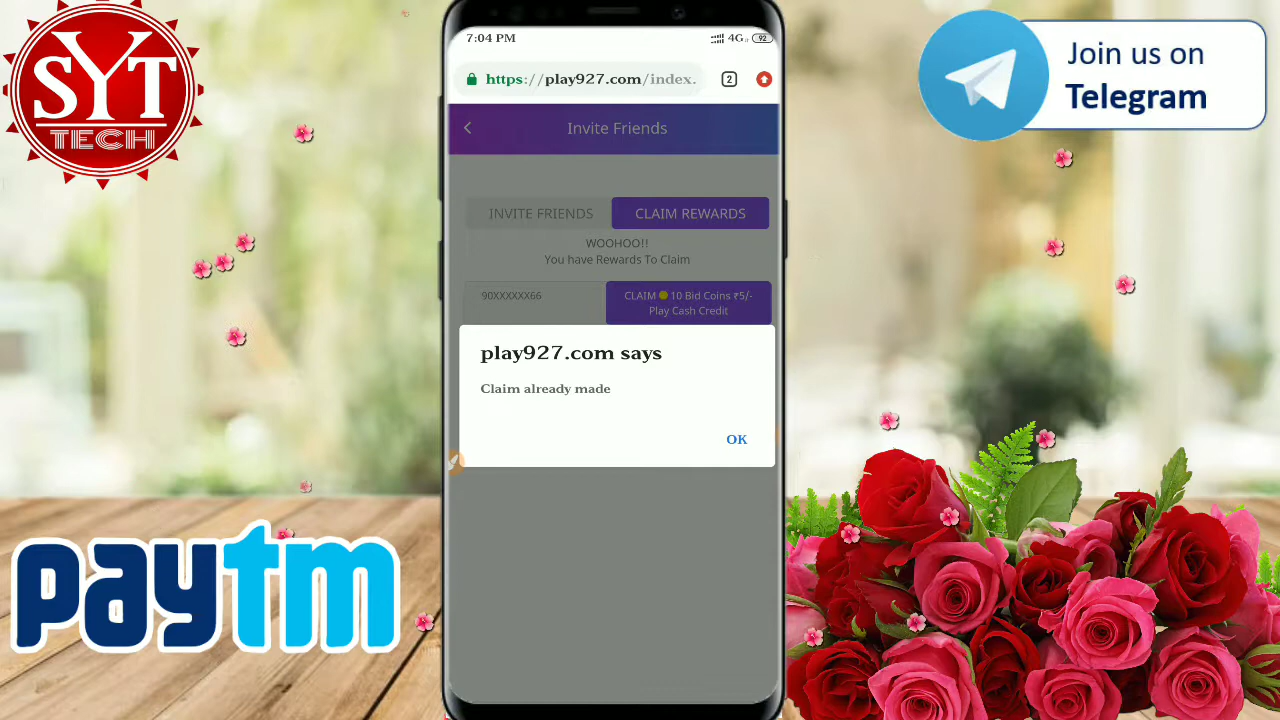 SYT
TECH
Join us on
Telegram
7:04 PM
4G
92
https://play927.com/index.
2
Invite Friends
INVITE FRIENDS
CLAIM REWARDS
WOOHOO!!
You have Rewards To Claim
90XXXXXX66
CLAIM 10 Bid Coins ₹5/-
Play Cash Credit
play927.com says
Claim already made
OK
paytm